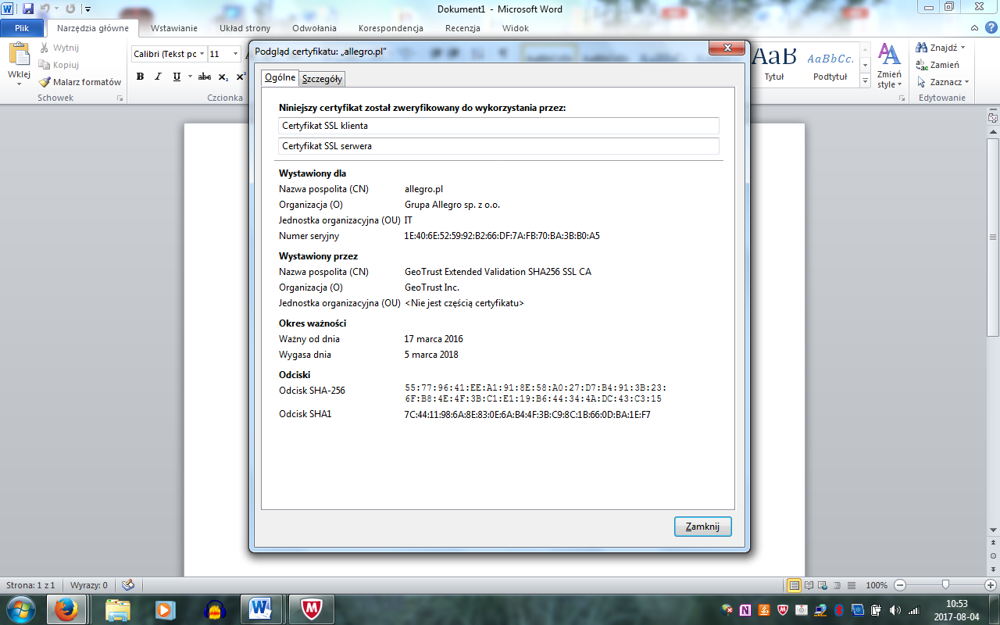 Dokument1 - Microsoft Word
Plik Narzędzia główne Wstawianie Układ strony Odwołania Korespondencja Recenzja Widok
Wklej
Wytnij
Kopiuj
Malarz formatów
Schowek
Calibri (Tekst pc 11
B I U abc x₂ x²
Czcionka
AaB AaBbCc.
Tytuł Podtytuł
Zmień style
Znajdź
Zamień
Zaznacz
Edytowanie
Podgląd certyfikatu: „allegro.pl”
Ogólne Szczegóły
Niniejszy certyfikat został zweryfikowany do wykorzystania przez:
Certyfikat SSL klienta
Certyfikat SSL serwera
Wystawiony dla
Nazwa pospolita (CN) allegro.pl
Organizacja (O) Grupa Allegro sp. z o.o.
Jednostka organizacyjna (OU) IT
Numer seryjny 1E:40:6E:52:59:92:B2:66:DF:7A:FB:70:BA:3B:B0:A5
Wystawiony przez
Nazwa pospolita (CN) GeoTrust Extended Validation SHA256 SSL CA
Organizacja (O) GeoTrust Inc.
Jednostka organizacyjna (OU) <Nie jest częścią certyfikatu>
Okres ważności
Ważny od dnia 17 marca 2016
Wygasa dnia 5 marca 2018
Odciski
Odcisk SHA-256 55:77:96:41:EE:A1:91:8E:58:A0:27:D7:B4:91:3B:23:
6F:B8:4E:4F:3B:C1:E1:19:B6:44:34:4A:DC:43:C3:15
Odcisk SHA1 7C:44:11:98:6A:8E:83:0E:6A:B4:4F:3B:C9:8C:1B:66:0D:BA:1E:F7
Zamknij
Strona: 1 z 1 Wyrazy: 0 100%
10:53
2017-08-04